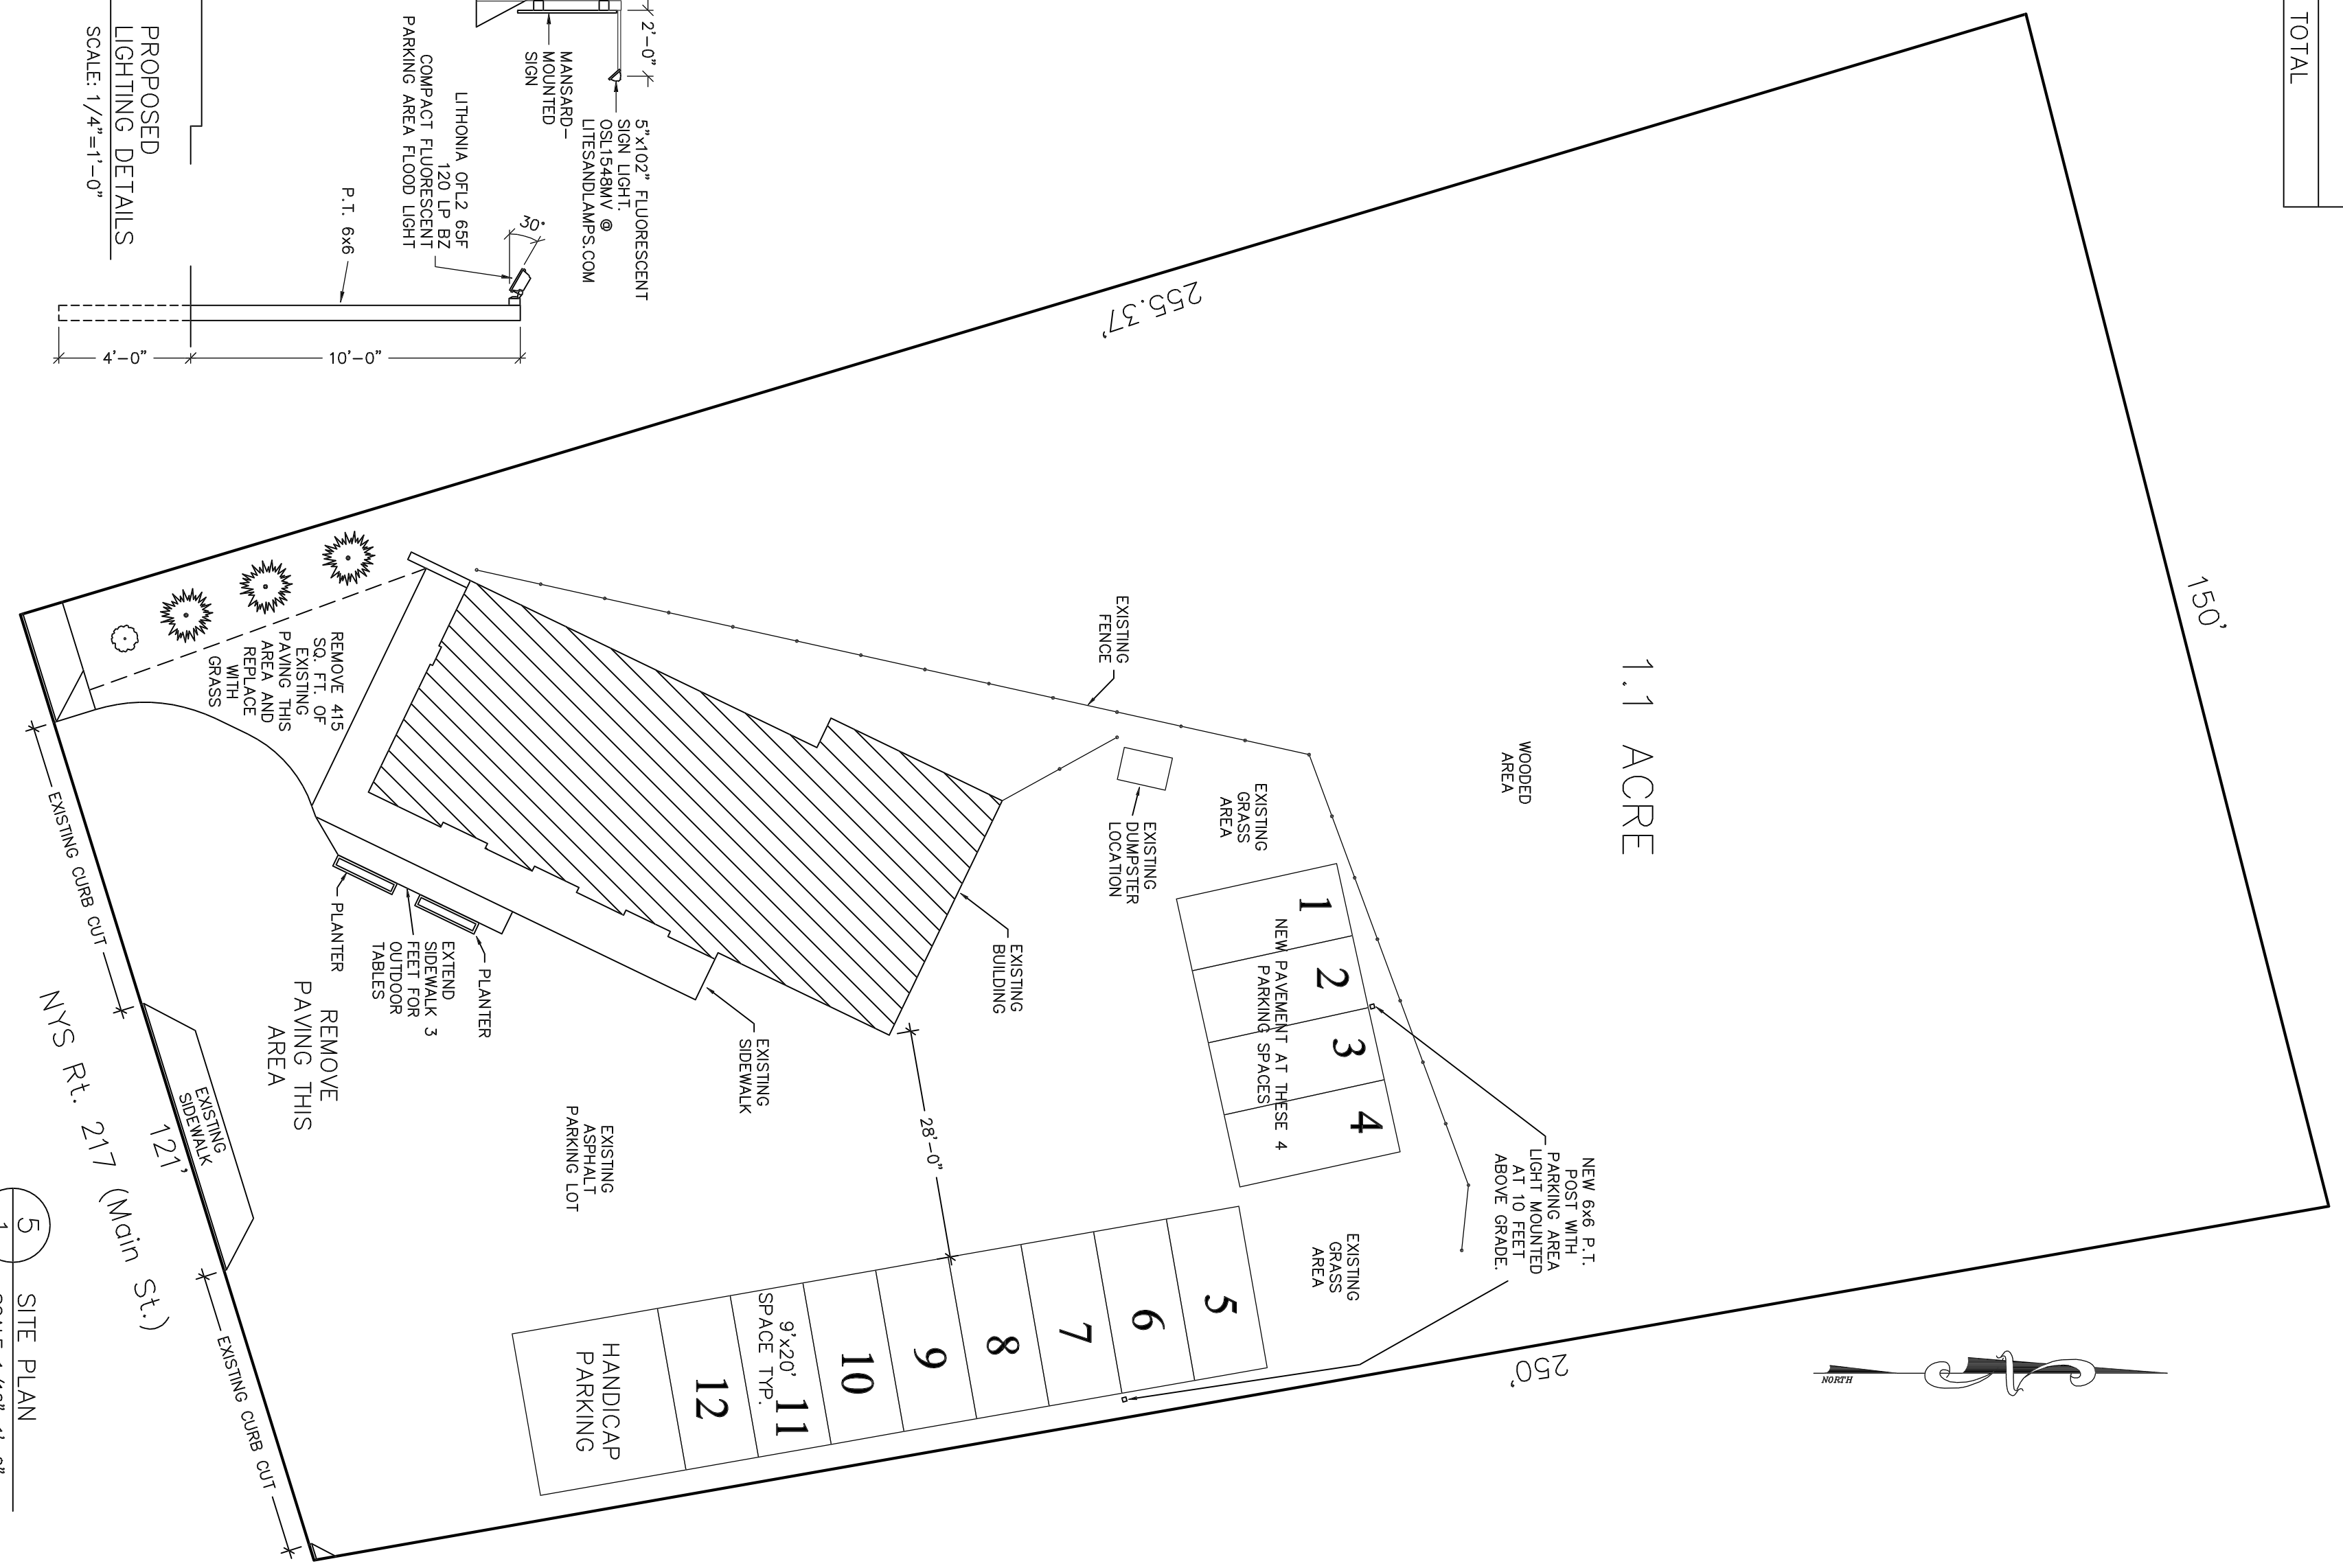 TOTAL
2'-0"
MANSARD-
MOUNTED
SIGN
5"x102" FLUORESCENT
SIGN LIGHT.
OSL1548MV @
LITESANDLAMPS.COM
LITHONIA OFL2 65F
120 LP BZ
COMPACT FLUORESCENT
PARKING AREA FLOOD LIGHT
30°
P.T. 6x6
4'-0"
10'-0"
PROPOSED
LIGHTING DETAILS
SCALE: 1/4"=1'-0"
255.37'
150'
250'
121'
1.1 ACRE
WOODED
AREA
EXISTING
FENCE
EXISTING
GRASS
AREA
EXISTING
DUMPSTER
LOCATION
EXISTING
BUILDING
REMOVE 415
SQ. FT. OF
EXISTING
PAVING THIS
AREA AND
REPLACE
WITH
GRASS
PLANTER
PLANTER
EXTEND
SIDEWALK 3
FEET FOR
OUTDOOR
TABLES
EXISTING
SIDEWALK
REMOVE
PAVING THIS
AREA
EXISTING
ASPHALT
PARKING LOT
28'-0"
1
2
3
4
NEW PAVEMENT AT THESE 4
PARKING SPACES
NEW 6x6 P.T.
POST WITH
PARKING AREA
LIGHT MOUNTED
AT 10 FEET
ABOVE GRADE.
EXISTING
GRASS
AREA
5
6
7
8
9
10
11
12
9'x20'
SPACE TYP.
HANDICAP
PARKING
EXISTING CURB CUT
EXISTING
SIDEWALK
EXISTING CURB CUT
NYS Rt. 217 (Main St.)
5
SITE PLAN
NORTH